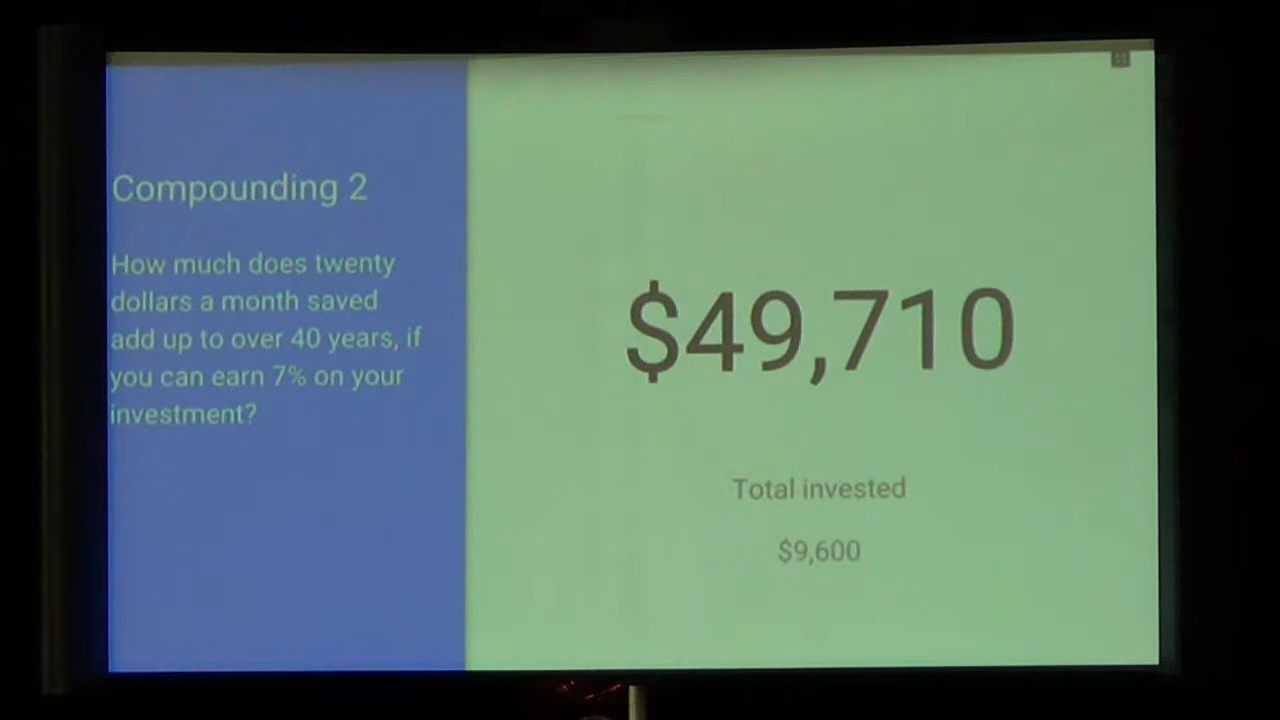 Compounding 2
How much does twenty
dollars a month saved
add up to over 40 years, if
you can earn 7% on your
investment?
$49,710
Total invested
$9,600